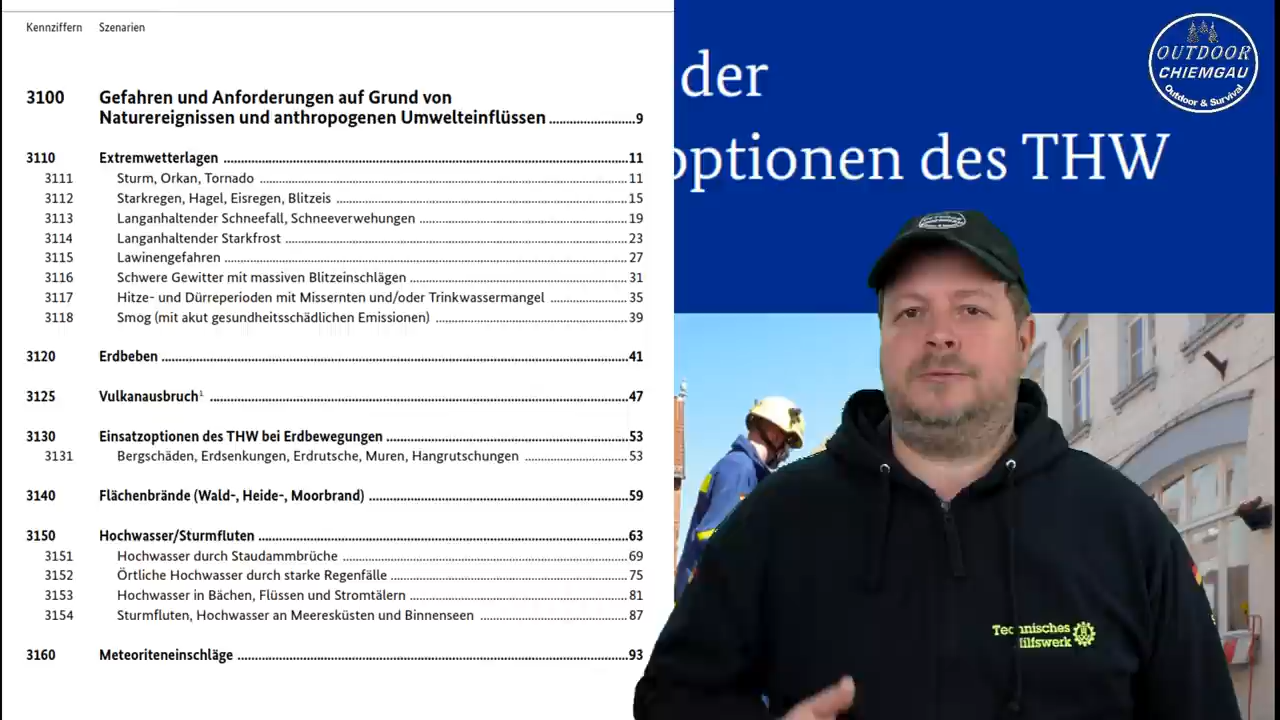 Kennziffern Szenarien
3100 Gefahren und Anforderungen auf Grund von
Naturereignissen und anthropogenen Umwelteinflüssen 9
3110 Extremwetterlagen 11
3111 Sturm, Orkan, Tornado 11
3112 Starkregen, Hagel, Eisregen, Blitzeis 15
3113 Langanhaltender Schneefall, Schneeverwehungen 19
3114 Langanhaltender Starkfrost 23
3115 Lawinengefahren 27
3116 Schwere Gewitter mit massiven Blitzeinschlägen 31
3117 Hitze- und Dürreperioden mit Missernten und/oder Trinkwassermangel 35
3118 Smog (mit akut gesundheitsschädlichen Emissionen) 39
3120 Erdbeben 41
3125 Vulkanausbruch¹ 47
3130 Einsatzoptionen des THW bei Erdbewegungen 53
3131 Bergschäden, Erdsenkungen, Erdrutsche, Muren, Hangrutschungen 53
3140 Flächenbrände (Wald-, Heide-, Moorbrand) 59
3150 Hochwasser/Sturmfluten 63
3151 Hochwasser durch Staudammbrüche 69
3152 Örtliche Hochwasser durch starke Regenfälle 75
3153 Hochwasser in Bächen, Flüssen und Stromtälern 81
3154 Sturmfluten, Hochwasser an Meeresküsten und Binnenseen 87
3160 Meteoriteneinschläge 93
der
optionen des THW
OUTDOOR
CHIEMGAU
Outdoor & Survival
Technisches
Hilfswerk